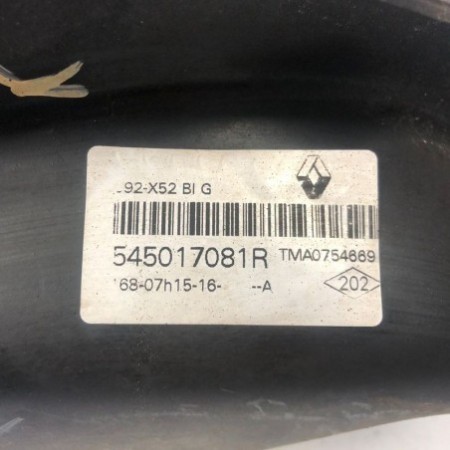 92-X52 BI G
545017081R TMA0754669
68-07h15-16- --A 202